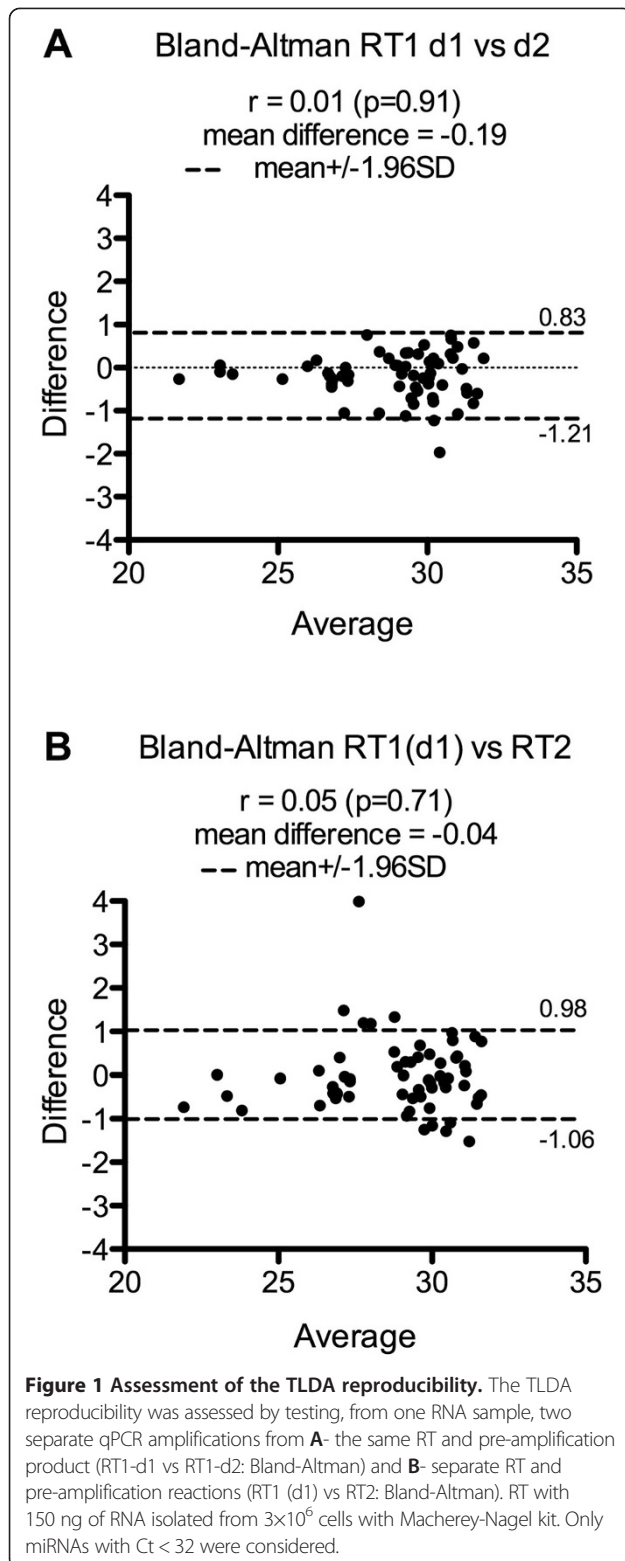 A Bland-Altman RT1 d1 vs d2
r = 0.01 (p=0.91)
mean difference = -0.19
-- mean+/-1.96SD
4
3
2
1
0
-1
-2
-3
-4
Difference
0.83
-1.21
20 25 30 35
Average
B Bland-Altman RT1(d1) vs RT2
r = 0.05 (p=0.71)
mean difference = -0.04
-- mean+/-1.96SD
4
3
2
1
0
-1
-2
-3
-4
Difference
0.98
-1.06
20 25 30 35
Average
Figure 1 Assessment of the TLDA reproducibility. The TLDA
reproducibility was assessed by testing, from one RNA sample, two
separate qPCR amplifications from A- the same RT and pre-amplification
product (RT1-d1 vs RT1-d2: Bland-Altman) and B- separate RT and
pre-amplification reactions (RT1 (d1) vs RT2: Bland-Altman). RT with
150 ng of RNA isolated from 3×10⁶ cells with Macherey-Nagel kit. Only
miRNAs with Ct < 32 were considered.